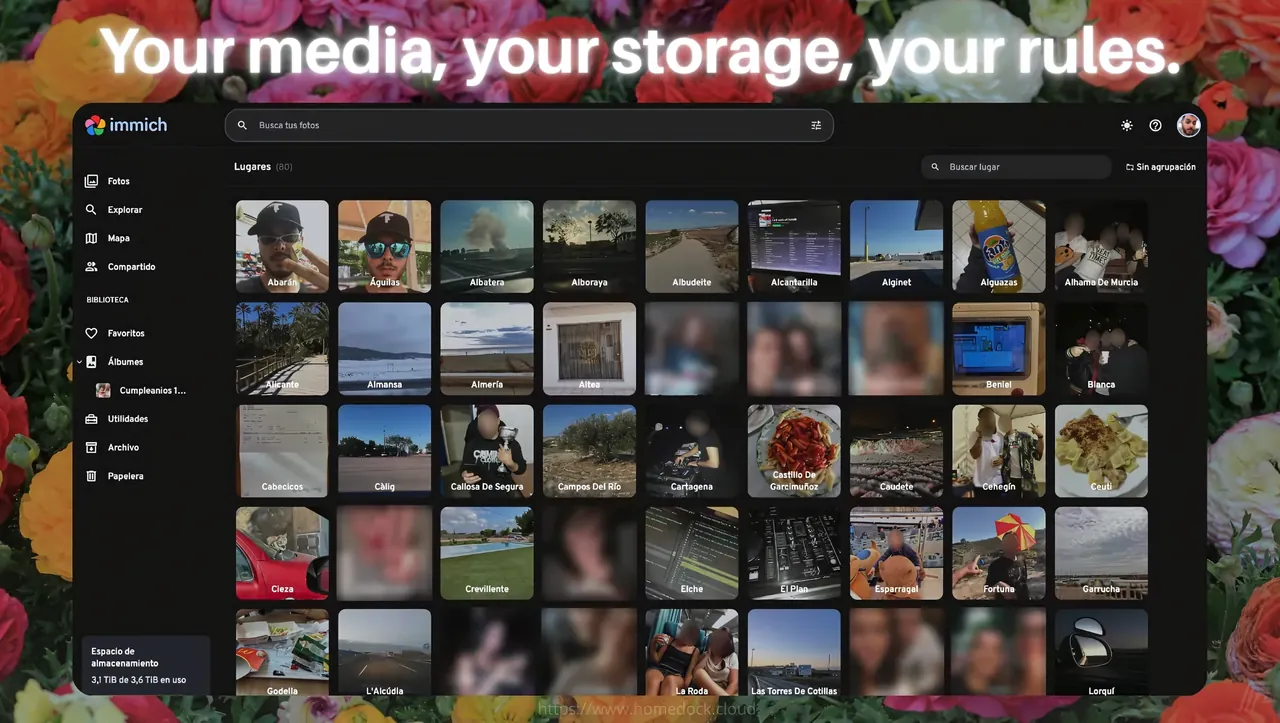 Your media, your storage, your rules.
immich
Busca tus fotos
Lugares (80)
Buscar lugar
Sin agrupación
Fotos
Explorar
Mapa
Compartido
BIBLIOTECA
Favoritos
Álbumes
Cumpleanios 1...
Utilidades
Archivo
Papelera
Espacio de
almacenamiento
3,1 TiB de 3,6 TiB en uso
Abarán
Águilas
Albatera
Alboraya
Albudeite
Alcantarilla
Alginet
Alguazas
Alhama De Murcia
Alicante
Almansa
Almería
Altea
Beniel
Blanca
Cabecicos
Càlig
Callosa De Segura
Campos Del Río
Cartagena
Castillo De
Garcimuñoz
Caudete
Cehegín
Ceutí
Cieza
Crevillente
Elche
El Plan
Esparragal
Fortuna
Garrucha
Godella
L'Alcúdia
La Roda
Las Torres De Cotillas
Lorquí
https://www.homedock.cloud